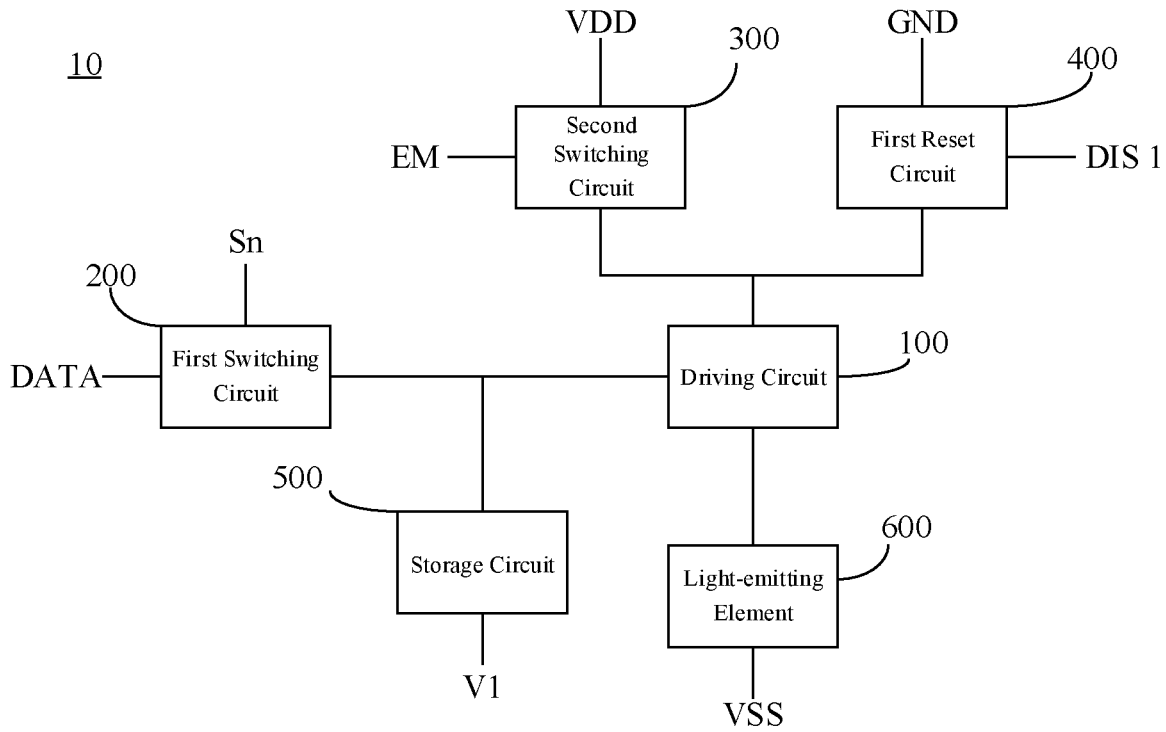 VDD
GND
10
300
400
Second
Switching
Circuit
EM
First Reset
Circuit
DIS 1
Sn
200
First Switching
Circuit
DATA
100
Driving Circuit
500
Storage Circuit
600
Light-emitting
Element
V1
VSS